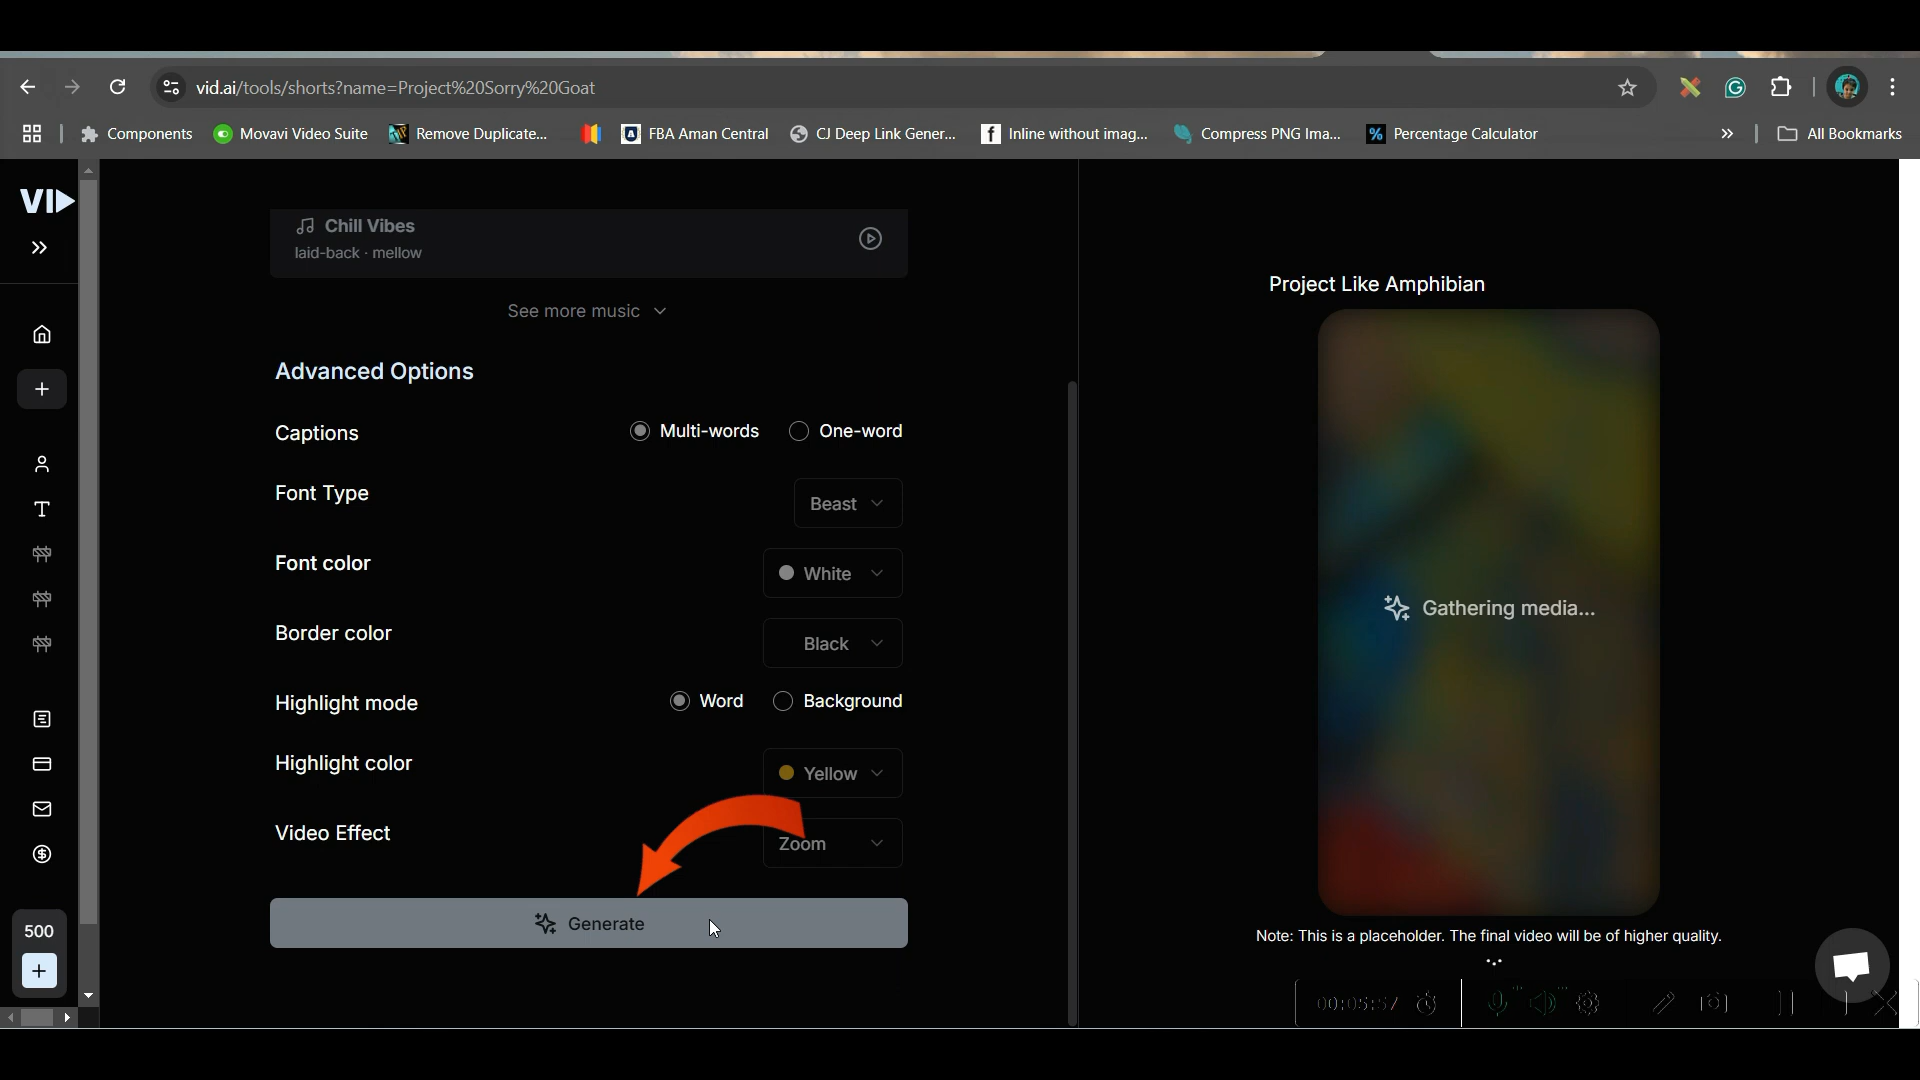 vid.ai/tools/shorts?name=Project%20Sorry%20Goat
Components
Movavi Video Suite
Remove Duplicate...
FBA Aman Central
CJ Deep Link Gener...
Inline without imag...
Compress PNG Ima...
Percentage Calculator
All Bookmarks
VID
Chill Vibes
laid-back · mellow
See more music
Advanced Options
Captions
Multi-words
One-word
Font Type
Beast
Font color
White
Border color
Black
Highlight mode
Word
Background
Highlight color
Yellow
Video Effect
Zoom
Generate
500
Project Like Amphibian
Gathering media...
Note: This is a placeholder. The final video will be of higher quality.
00:05:57